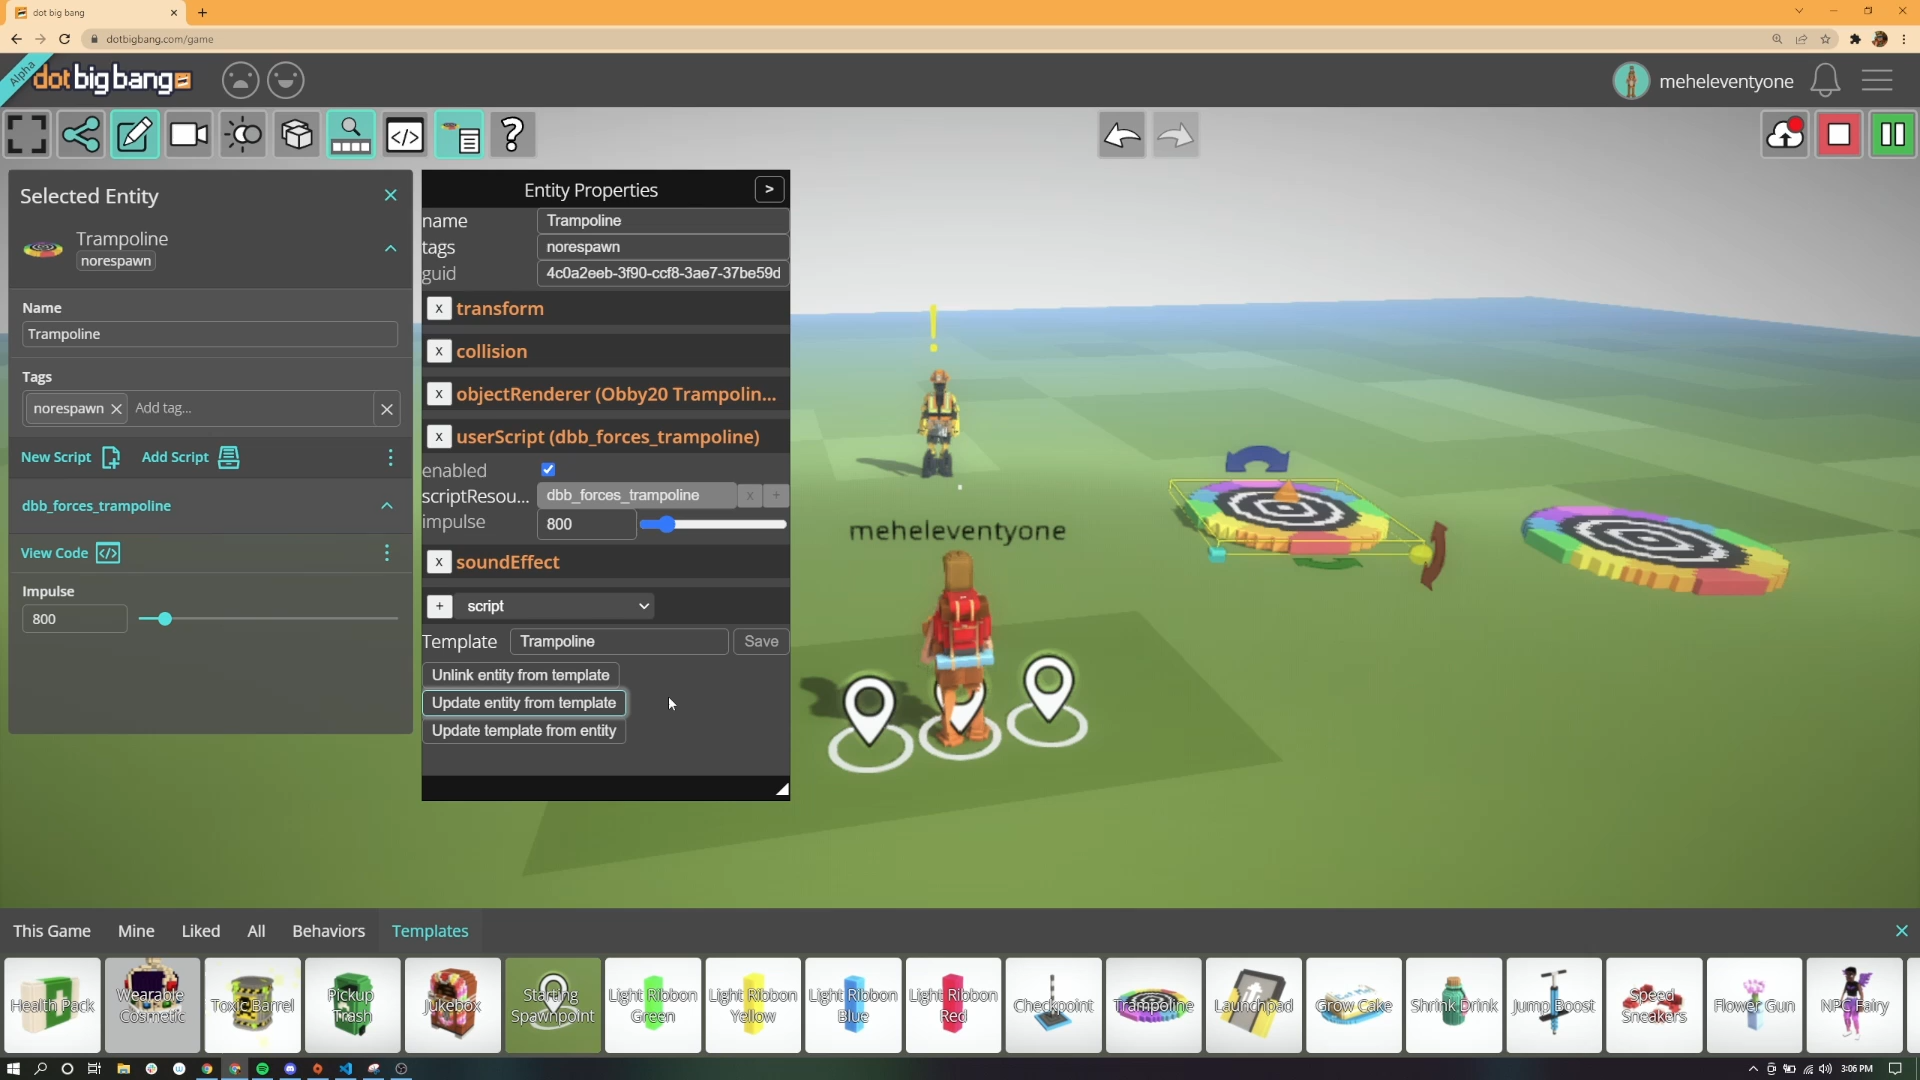 dot big bang
dotbigbang.com/game
Alpha
dotbigbang
meheleventyone
Selected Entity
Trampoline
norespawn
Name
Trampoline
Tags
norespawn
Add tag...
New Script
Add Script
dbb_forces_trampoline
View Code
Impulse
800
Entity Properties
>
name Trampoline
tags norespawn
guid 4c0a2eeb-3f90-ccf8-3ae7-37be59d
x transform
x collision
x objectRenderer (Obby20 Trampolin...
x userScript (dbb_forces_trampoline)
enabled
scriptResou... dbb_forces_trampoline x +
impulse 800
x soundEffect
+ script
Template Trampoline Save
Unlink entity from template
Update entity from template
Update template from entity
!
meheleventyone
This Game Mine Liked All Behaviors Templates
Health Pack
Wearable Cosmetic
Toxic Barrel
Pickup Trash
Jukebox
Starting Spawnpoint
Light Ribbon Green
Light Ribbon Yellow
Light Ribbon Blue
Light Ribbon Red
Checkpoint
Trampoline
Launchpad
Grow Cake
Shrink Drink
Jump Boost
Speed Sneakers
Flower Gun
NPC Fairy
3:06 PM